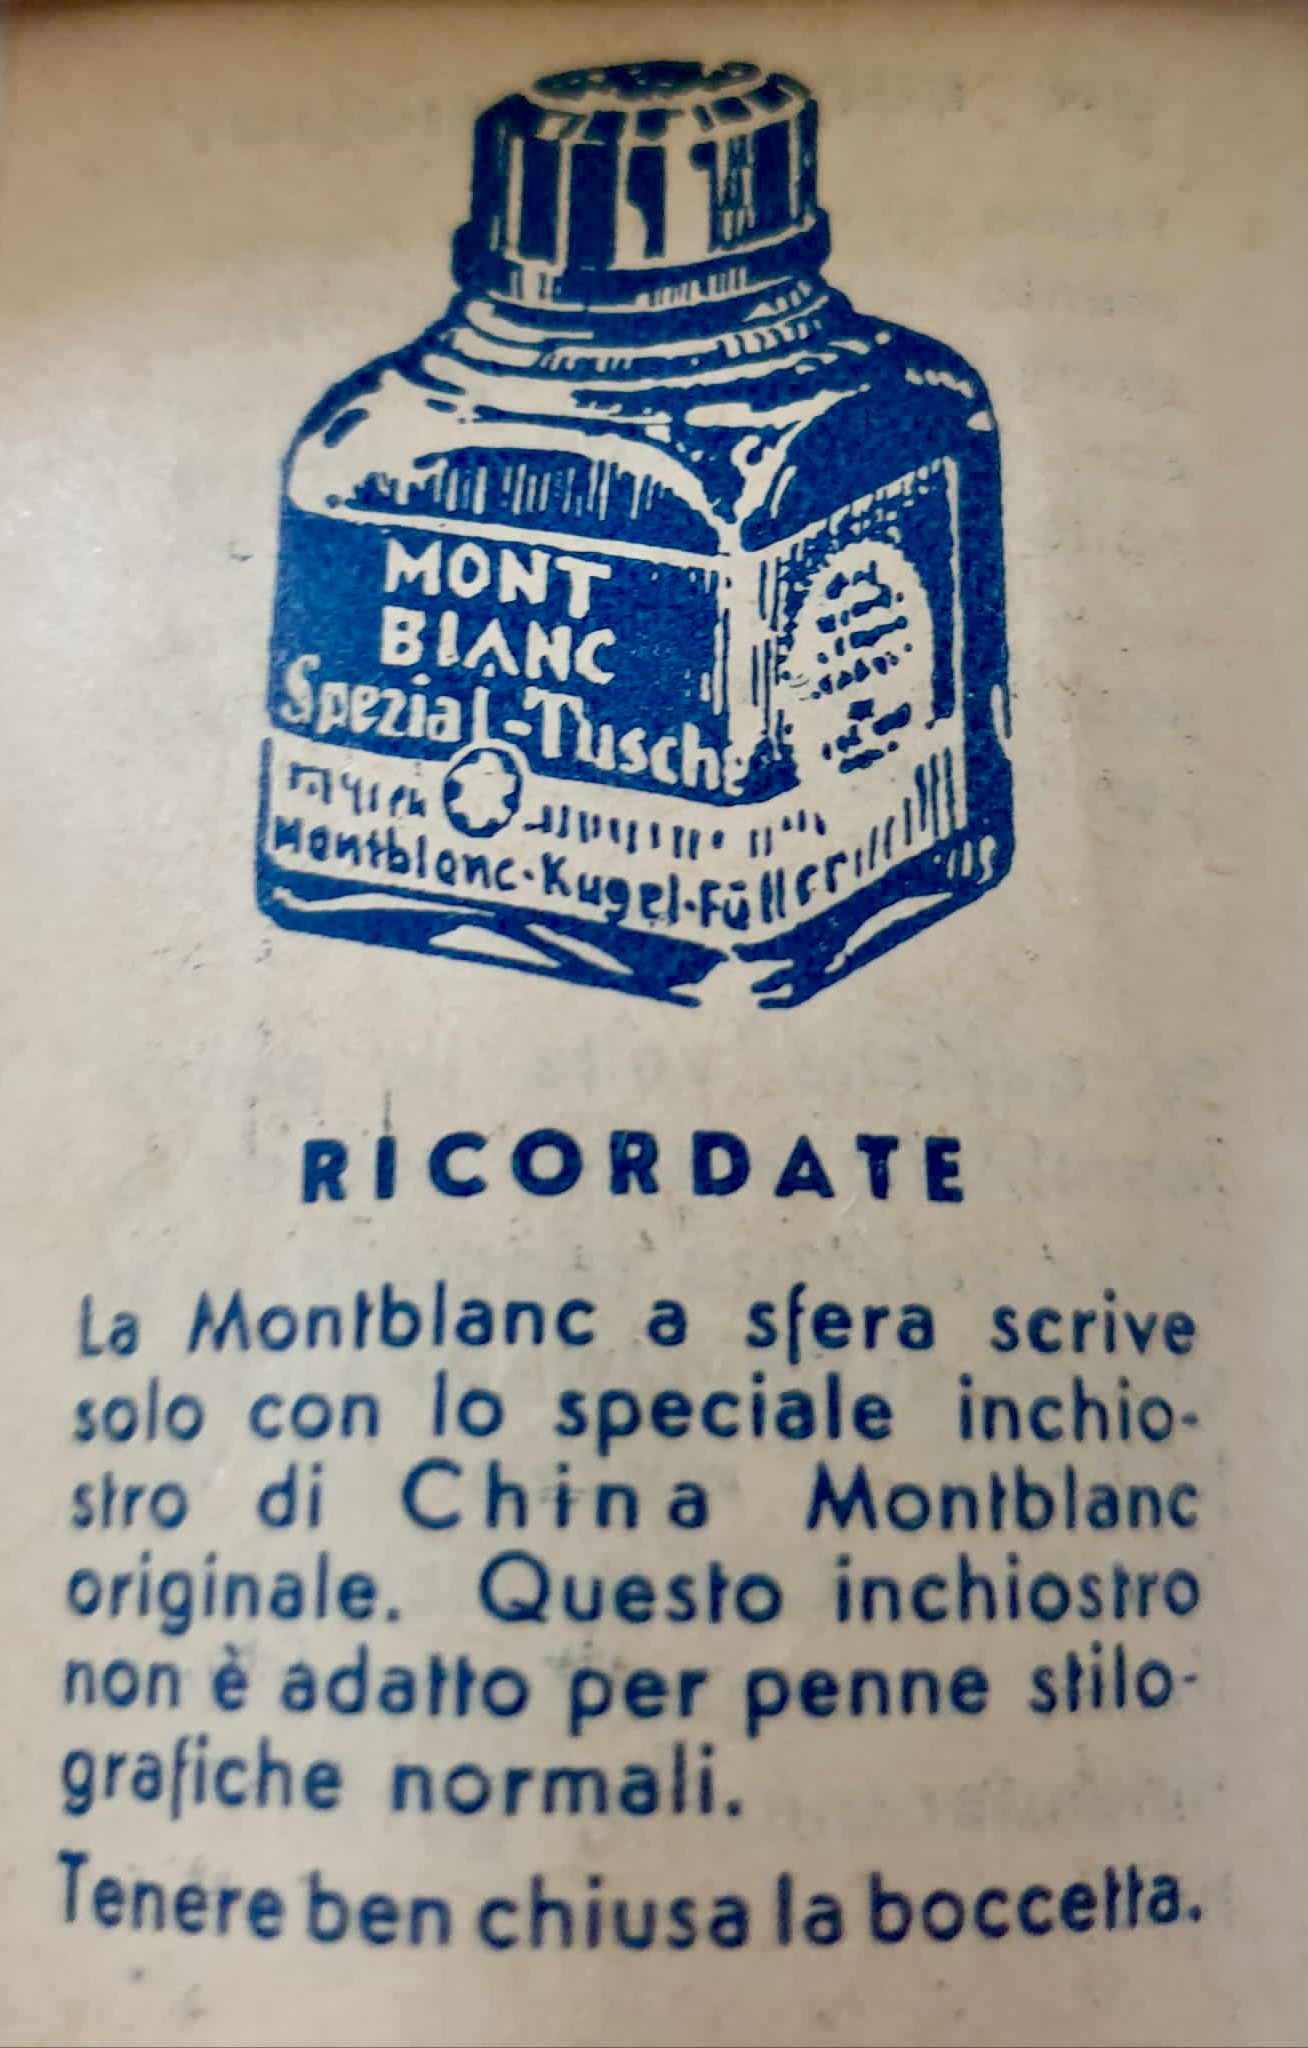 MONT
BLANC
Spezial-Tusche
Montblanc-Kugel-Füller
RICORDATE
La Montblanc a sfera scrive
solo con lo speciale inchio-
stro di China Montblanc
originale. Questo inchiostro
non è adatto per penne stilo-
grafiche normali.
Tenere ben chiusa la boccetta.